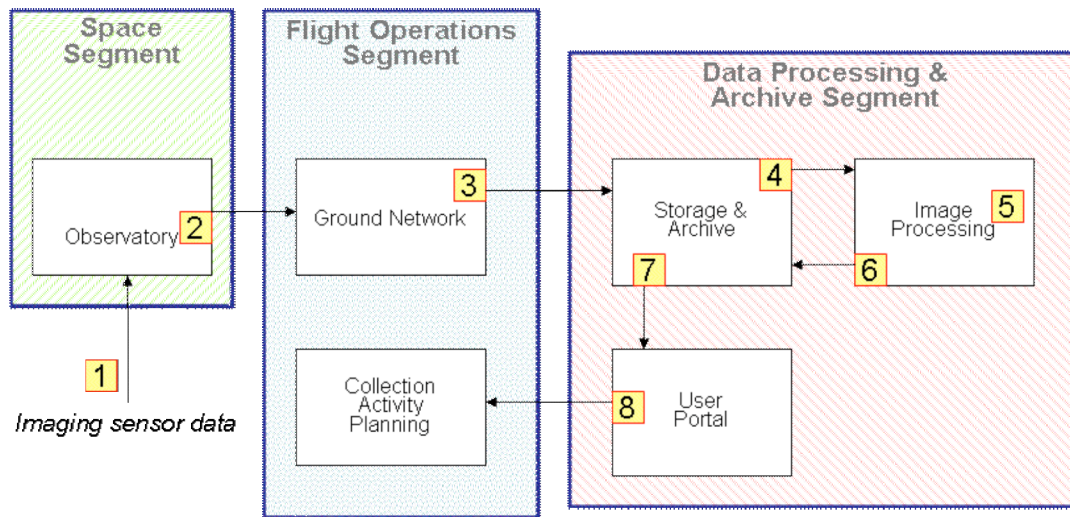 Space
Segment
Flight Operations
Segment
Data Processing &
Archive Segment
Observatory
2
Ground Network
3
Storage &
Archive
4
Image
Processing
5
6
7
1
Imaging sensor data
Collection
Activity
Planning
8
User
Portal